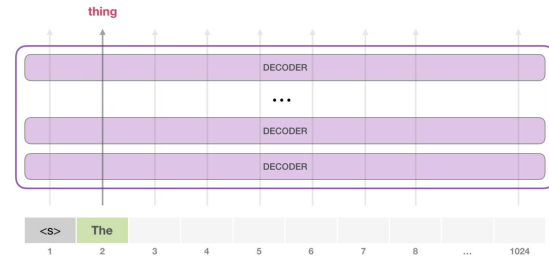 thing
DECODER
...
DECODER
DECODER
<s> The
1 2 3 4 5 6 7 8 ... 1024